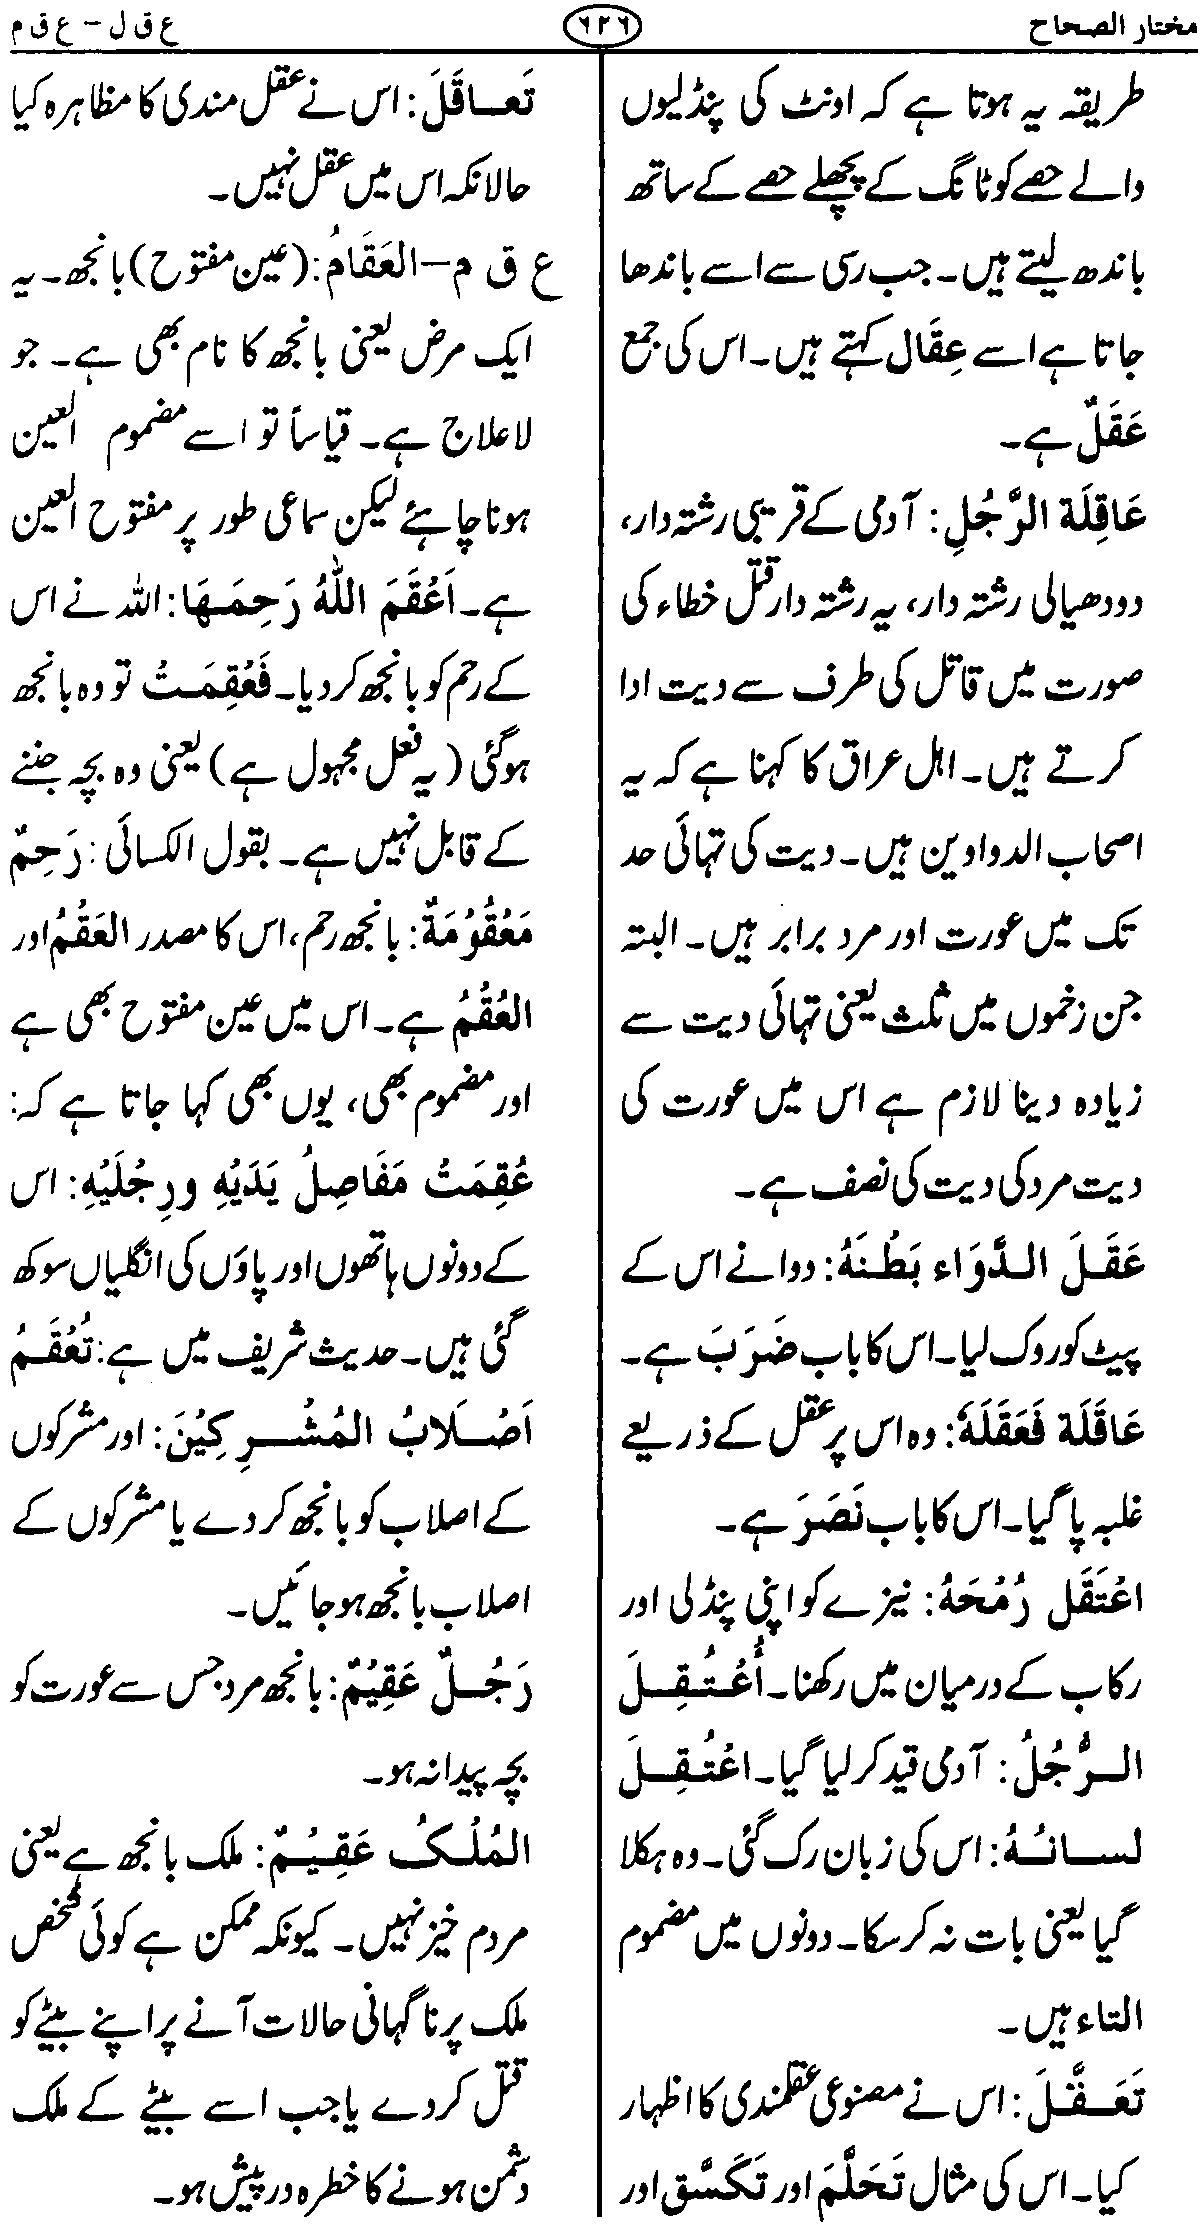 مختار الصحاح
۶۲۶
ع ق ل – ع ق م
طریقہ یہ ہوتا ہے کہ اونٹ کی پنڈلیوں
والے حصے کو ٹانگ کے پچھلے حصے کے ساتھ
باندھ لیتے ہیں۔ جب رسی سے اسے باندھا
جاتا ہے اسے عِقَال کہتے ہیں۔ اس کی جمع
عَقَلٌ ہے۔
عَاقِلَة الرَّجُلِ: آدمی کے قریبی رشتہ دار،
دودھیالی رشتہ دار، یہ رشتہ دار قتل خطاء کی
صورت میں قاتل کی طرف سے دیت ادا
کرتے ہیں۔ اہل عراق کا کہنا ہے کہ یہ
اصحاب الدواوین ہیں۔ دیت کی تہائی حد
تک میں عورت اور مرد برابر ہیں۔ البتہ
جن زخموں میں ثلث یعنی تہائی دیت سے
زیادہ دینا لازم ہے اس میں عورت کی
دیت مرد کی دیت کی نصف ہے۔
عَقَلَ الدَّوَاء بَطْنَهُ: دوا نے اس کے
پیٹ کو روک لیا۔ اس کا باب ضَرَبَ ہے۔
عَاقَلَة فَعَقَلَهٗ: وہ اس پر عقل کے ذریعے
غلبہ پا گیا۔ اس کا باب نَصَرَ ہے۔
اعْتَقَل رُمْحَهُ: نیزے کو اپنی پنڈلی اور
رکاب کے درمیان میں رکھنا۔ أُعْتُقِلَ
الرَّجُلُ: آدمی قید کر لیا گیا۔ اعْتُقِلَ
لسانُهُ: اس کی زبان رک گئی۔ وہ ہکلا
گیا یعنی بات نہ کر سکا۔ دونوں میں مضموم
التاء ہیں۔
تَعَقَّلَ: اس نے مصنوعی عقلمندی کا اظہار
کیا۔ اس کی مثال تَحَلَّمَ اور تَکَسَّق اور
تَعاقَلَ: اس نے عقل مندی کا مظاہرہ کیا
حالانکہ اس میں عقل نہیں۔
ع ق م – العَقَامُ: (عین مفتوح) بانجھ۔ یہ
ایک مرض یعنی بانجھ کا نام بھی ہے۔ جو
لا علاج ہے۔ قیاساً تو اسے مضموم العین
ہونا چاہئے لیکن سماعی طور پر مفتوح العین
ہے۔ اَعْقَمَ اللّٰهُ رَحِمَهَا: اللہ نے اس
کے رحم کو بانجھ کر دیا۔ فَعُقِمَتْ تو وہ بانجھ
ہو گئی (یہ فعل مجہول ہے) یعنی وہ بچہ جننے
کے قابل نہیں ہے۔ بقول الکسائی: رَحِمٌ
مَعْقُوْمَةٌ: بانجھ رحم، اس کا مصدر العَقْمُ اور
العُقْمُ ہے۔ اس میں عین مفتوح بھی ہے
اور مضموم بھی، یوں بھی کہا جاتا ہے کہ:
عُقِمَتْ مَفَاصِلُ یَدَیْهِ ورِجْلَیْهِ: اس
کے دونوں ہاتھوں اور پاؤں کی انگلیاں سوکھ
گئی ہیں۔ حدیث شریف میں ہے: تُعْقَمُ
اَصْلَابُ المُشْرِکِیْنَ: اور مشرکوں
کے اصلاب کو بانجھ کر دے یا مشرکوں کے
اصلاب بانجھ ہو جائیں۔
رَجُلٌ عَقِیْمٌ: بانجھ مرد جس سے عورت کو
بچہ پیدا نہ ہو۔
المُلْکُ عَقِیْمٌ: ملک بانجھ ہے یعنی
مردم خیز نہیں۔ کیونکہ ممکن ہے کوئی شخص
ملک پر ناگہانی حالات آنے پر اپنے بیٹے کو
قتل کر دے یا جب اسے بیٹے کے ملک
دشمن ہونے کا خطرہ درپیش ہو۔